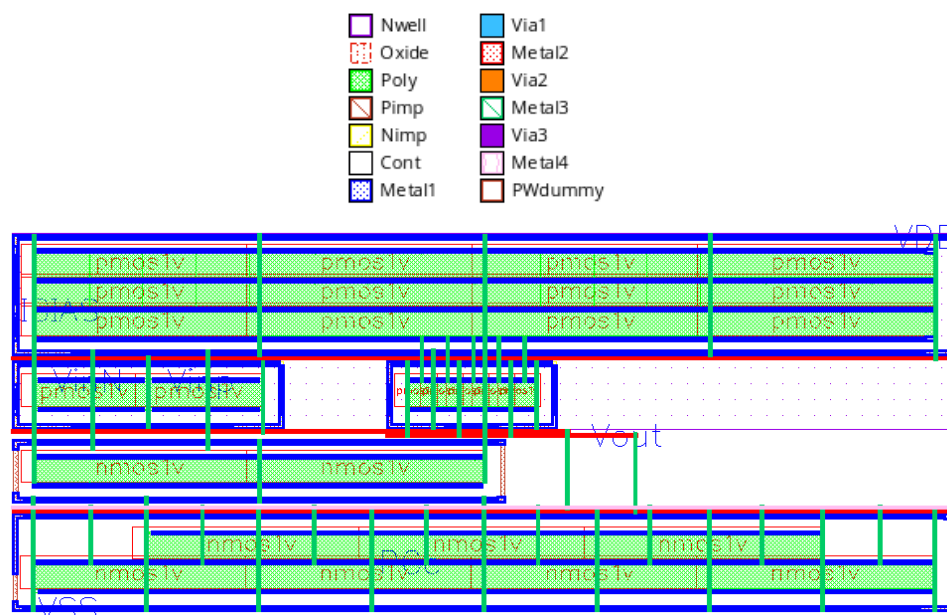 Nwell Via1
Oxide Metal2
Poly Via2
Pimp Metal3
Nimp Via3
Cont Metal4
Metal1 PWdummy
pmos1v pmos1v pmos1v pmos1v
pmos1v pmos1v pmos1v pmos1v
IBIAS
pmos1v pmos1v pmos1v pmos1v
pmos1v pmos1v
Vout
nmos1v nmos1v
nmos1v nmos1v nmos1v
nmos1v nmos1v nmos1v nmos1v
VSS